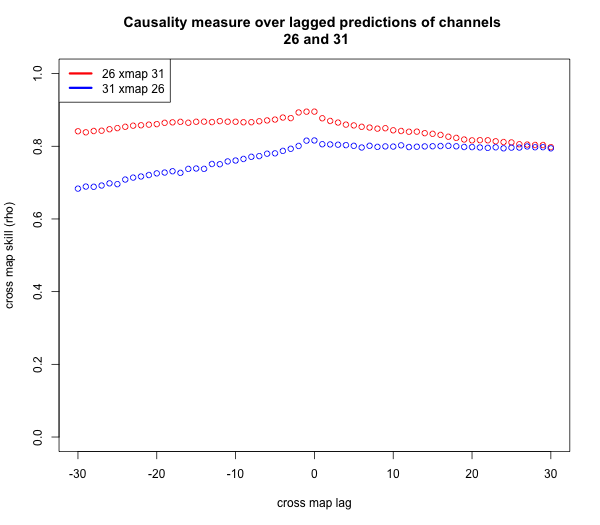 Causality measure over lagged predictions of channels
26 and 31
26 xmap 31
31 xmap 26
cross map skill (rho)
1.0
0.8
0.6
0.4
0.2
0.0
-30 -20 -10 0 10 20 30
cross map lag